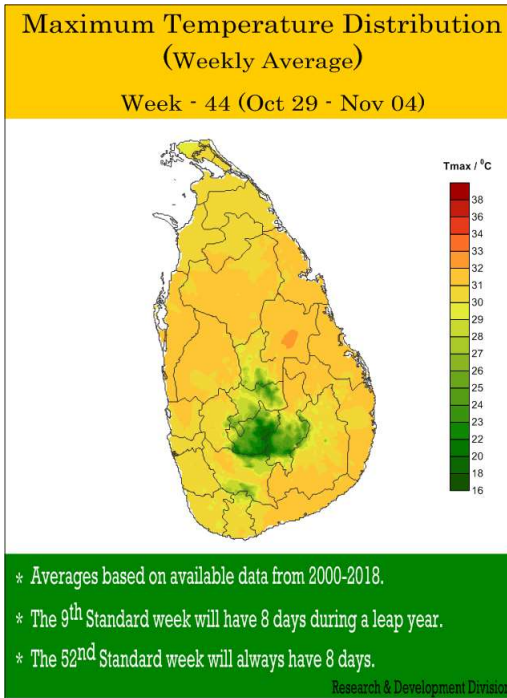 Maximum Temperature Distribution
(Weekly Average)
Week - 44 (Oct 29 - Nov 04)
Tmax / ⁰C
38
36
34
33
32
31
30
29
28
27
26
25
24
23
22
20
18
16
* Averages based on available data from 2000-2018.
* The 9th Standard week will have 8 days during a leap year.
* The 52nd Standard week will always have 8 days.
Research & Development Division